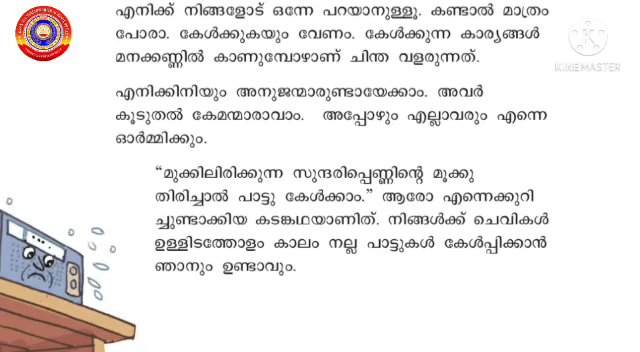 എനിക്ക് നിങ്ങളോട് ഒന്നേ പറയാനുള്ളൂ. കണ്ടാൽ മാത്രം
പോരാ. കേൾക്കുകയും വേണം. കേൾക്കുന്ന കാര്യങ്ങൾ
മനക്കണ്ണിൽ കാണുമ്പോഴാണ് ചിന്ത വളരുന്നത്.
എനിക്കിനിയും അനുജന്മാരുണ്ടായേക്കാം. അവർ
കൂടുതൽ കേമന്മാരാവാം. അപ്പോഴും എല്ലാവരും എന്നെ
ഓർമ്മിക്കും.
“മുക്കിലിരിക്കുന്ന സുന്ദരിപ്പെണ്ണിന്റെ മൂക്കു
തിരിച്ചാൽ പാട്ടു കേൾക്കാം.” ആരോ എന്നെക്കുറി
ച്ചുണ്ടാക്കിയ കടങ്കഥയാണിത്. നിങ്ങൾക്ക് ചെവികൾ
ഉള്ളിടത്തോളം കാലം നല്ല പാട്ടുകൾ കേൾപ്പിക്കാൻ
ഞാനും ഉണ്ടാവും.
KINEMASTER